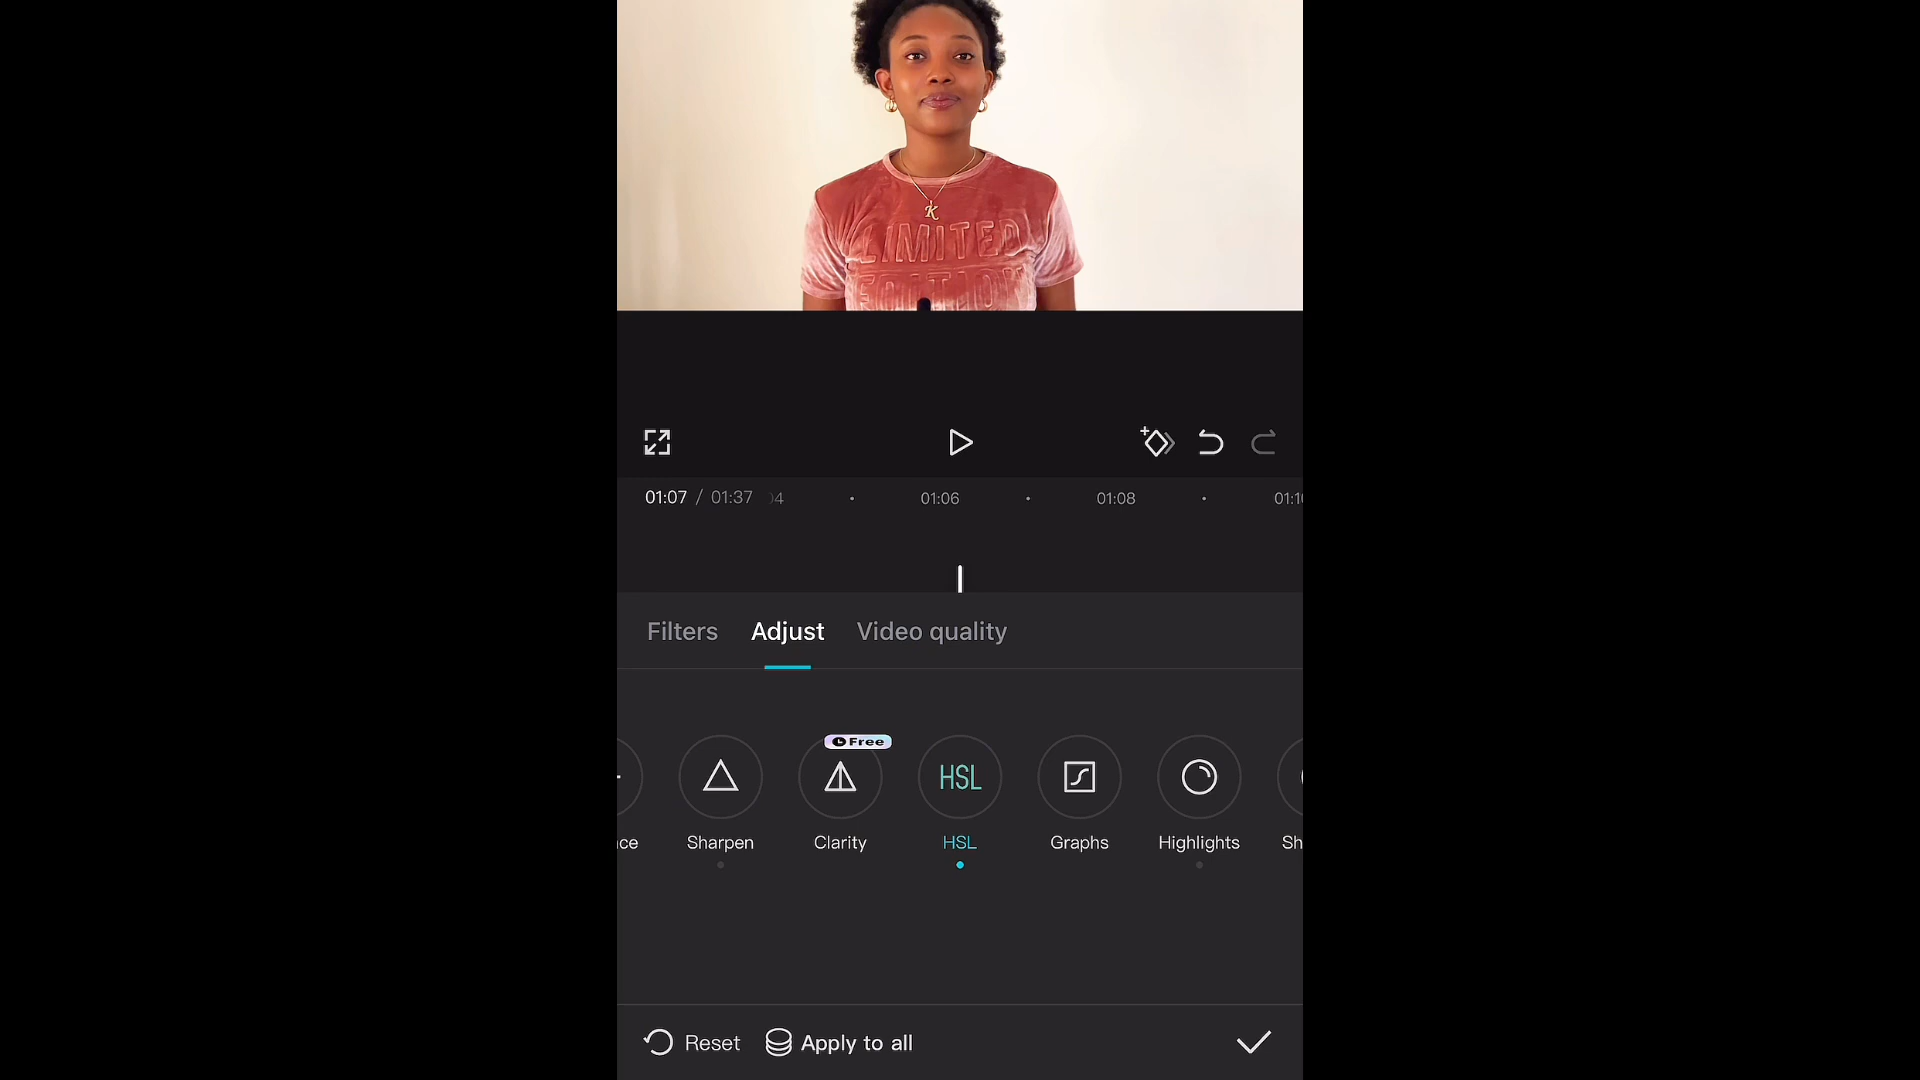 K
LIMITED
EDITION
01:07 / 01:37
01:06
01:08
Filters
Adjust
Video quality
Free
HSL
Sharpen
Clarity
HSL
Graphs
Highlights
Reset
Apply to all